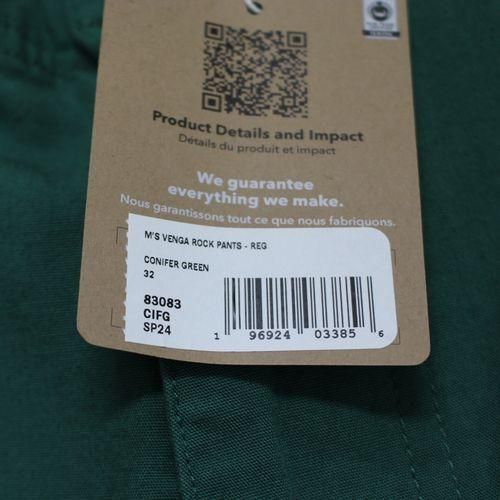 Product Details and Impact
Détails du produit et impact
We guarantee
everything we make.
Nous garantissons tout ce que nous fabriquons.
M'S VENGA ROCK PANTS - REG
CONIFER GREEN
32
83083
CIFG
SP24
1 96924 03385 6